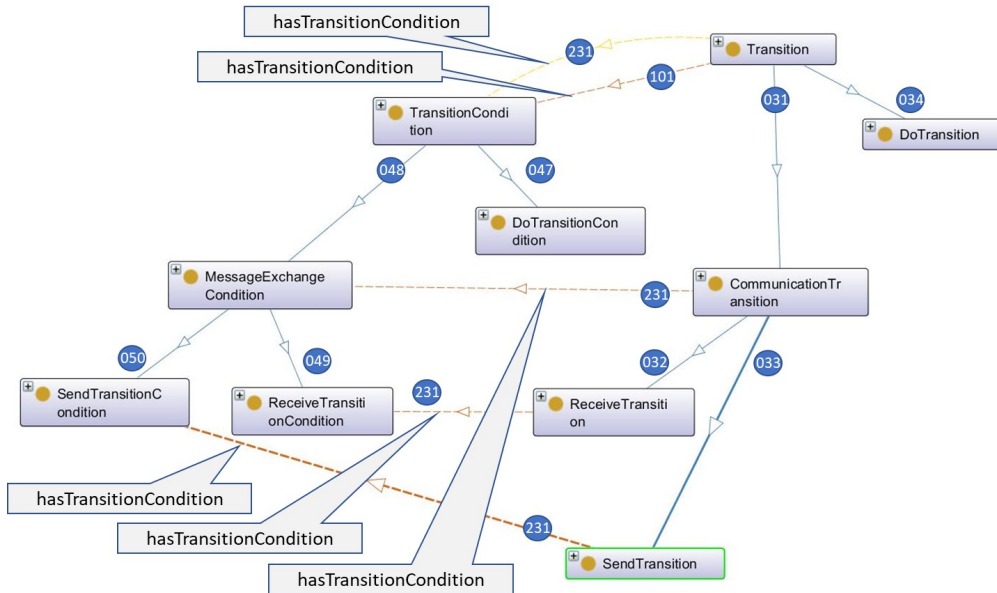 hasTransitionCondition
231
Transition
hasTransitionCondition
101
031
034
TransitionCondi
tion
DoTransition
048
047
DoTransitionCon
dition
MessageExchange
Condition
231
CommunicationTr
ansition
050
049
032
033
SendTransitionC
ondition
231
ReceiveTransiti
onCondition
ReceiveTransiti
on
hasTransitionCondition
hasTransitionCondition
231
SendTransition
hasTransitionCondition